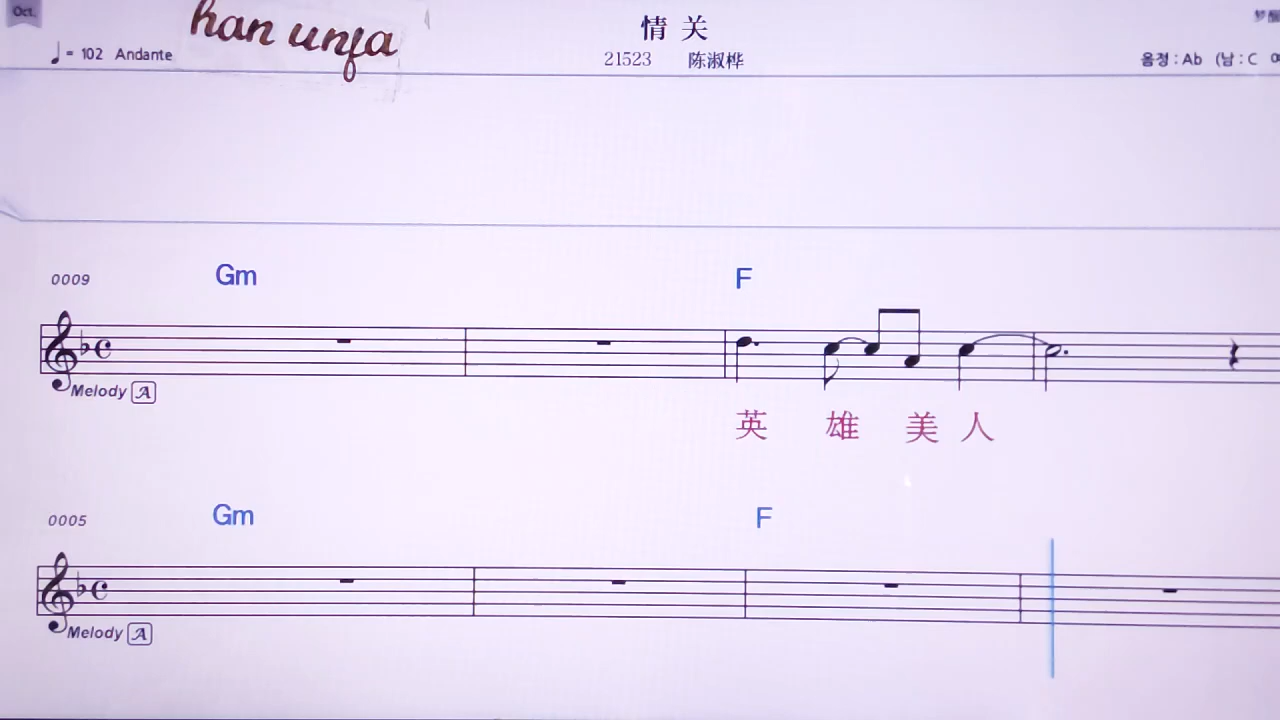 Oct.
han unfa
♩ = 102 Andante
情 关
21523 陈淑桦
음정 : Ab (남 : C
0009 Gm F
Melody A
英 雄 美 人
0005 Gm F
Melody A